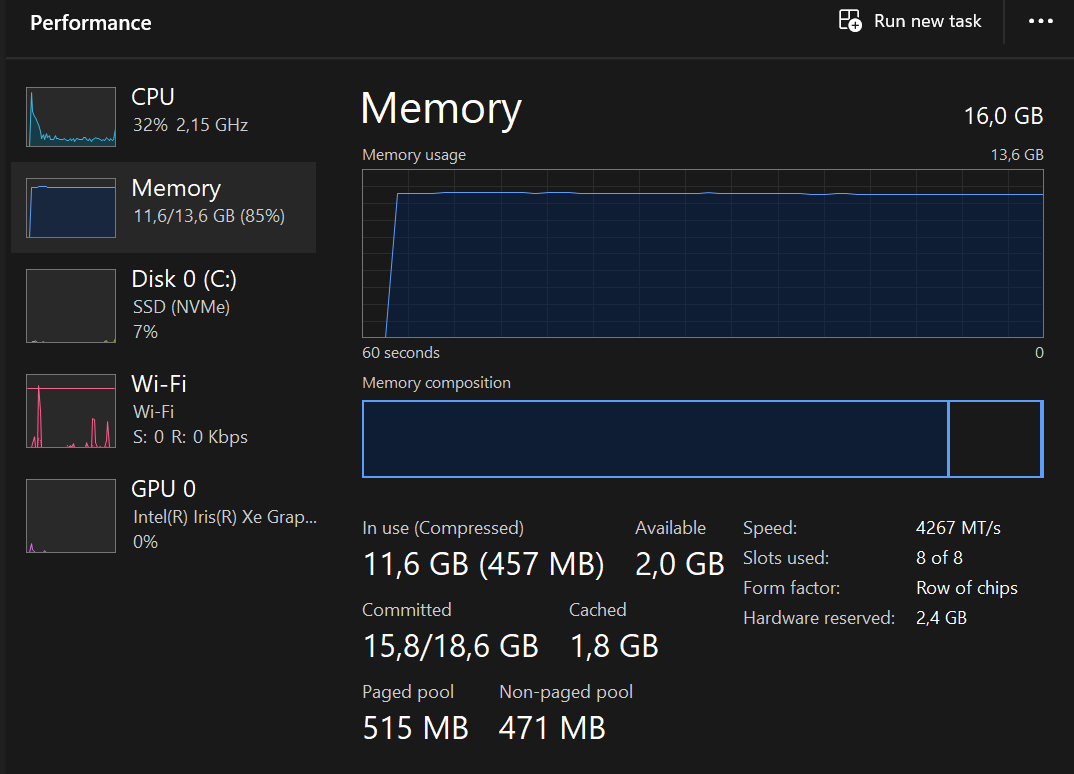 Performance
Run new task
CPU
32% 2,15 GHz
Memory
11,6/13,6 GB (85%)
Disk 0 (C:)
SSD (NVMe)
7%
Wi-Fi
Wi-Fi
S: 0 R: 0 Kbps
GPU 0
Intel(R) Iris(R) Xe Grap...
0%
Memory
16,0 GB
Memory usage
13,6 GB
60 seconds
0
Memory composition
In use (Compressed)
11,6 GB (457 MB)
Available
2,0 GB
Committed
15,8/18,6 GB
Cached
1,8 GB
Paged pool
515 MB
Non-paged pool
471 MB
Speed: 4267 MT/s
Slots used: 8 of 8
Form factor: Row of chips
Hardware reserved: 2,4 GB